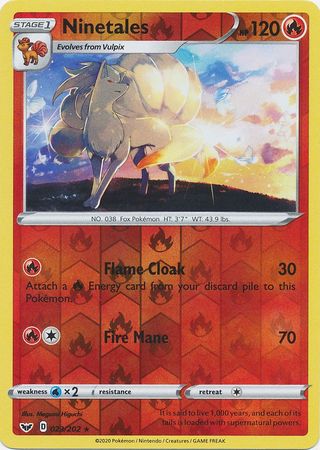 STAGE 1
Ninetales
HP 120
Evolves from Vulpix
NO. 038 Fox Pokémon HT: 3'7" WT: 43.9 lbs.
Flame Cloak 30
Attach a Energy card from your discard pile to this
Pokémon.
Fire Mane 70
weakness ×2 resistance retreat
Illus. Megumi Higuchi
D 023/202 ★
It is said to live 1,000 years, and each of its
tails is loaded with supernatural powers.
©2020 Pokémon / Nintendo / Creatures / GAME FREAK